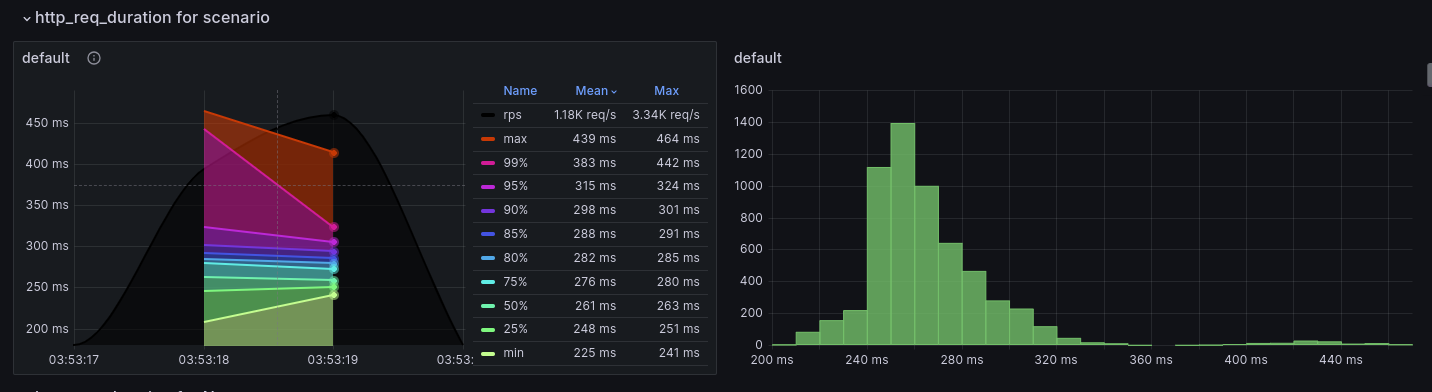 http_req_duration for scenario
default
450 ms
400 ms
350 ms
300 ms
250 ms
200 ms
03:53:17 03:53:18 03:53:19 03:53:
Name Mean Max
rps 1.18K req/s 3.34K req/s
max 439 ms 464 ms
99% 383 ms 442 ms
95% 315 ms 324 ms
90% 298 ms 301 ms
85% 288 ms 291 ms
80% 282 ms 285 ms
75% 276 ms 280 ms
50% 261 ms 263 ms
25% 248 ms 251 ms
min 225 ms 241 ms
default
1600
1400
1200
1000
800
600
400
200
0
200 ms 240 ms 280 ms 320 ms 360 ms 400 ms 440 ms